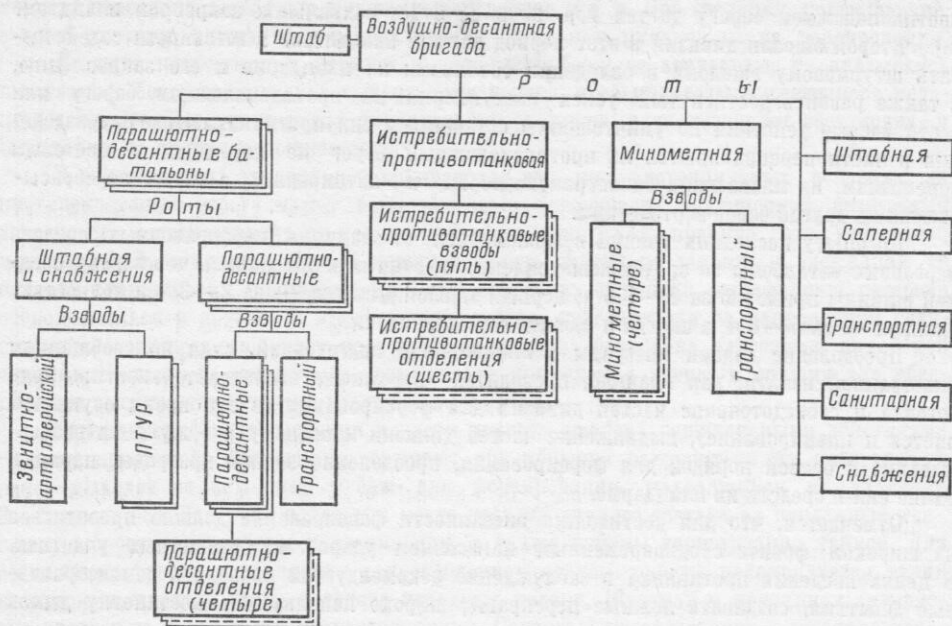 Штаб
Воздушно-десантная
бригада
Роты
Парашютно-
десантные ба-
тальоны
Роты
Штабная
и снабжения
Парашютно-
десантные
Взводы
Взводы
Зенитно-
артиллерийский
ПТР
Парашютно-
десантные
Транспортный
Парашютно-
десантные
отделения
(четыре)
Истребительно-
противотанковая
Истребительно-
противотанковые
взводы
(пять)
Истребительно-
противотанковые
отделения
(шесть)
Минометная
Взводы
Минометные
(четыре)
Транспортный
Штабная
Саперная
Транспортная
Санитарная
Снабжения